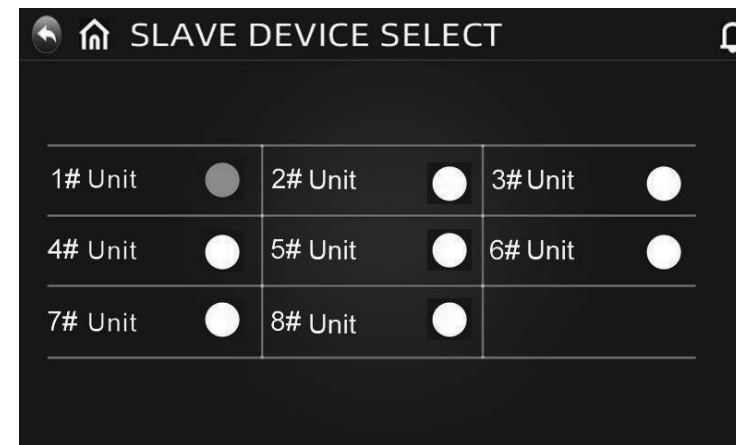 SLAVE DEVICE SELECT
1# Unit 2# Unit 3# Unit
4# Unit 5# Unit 6# Unit
7# Unit 8# Unit